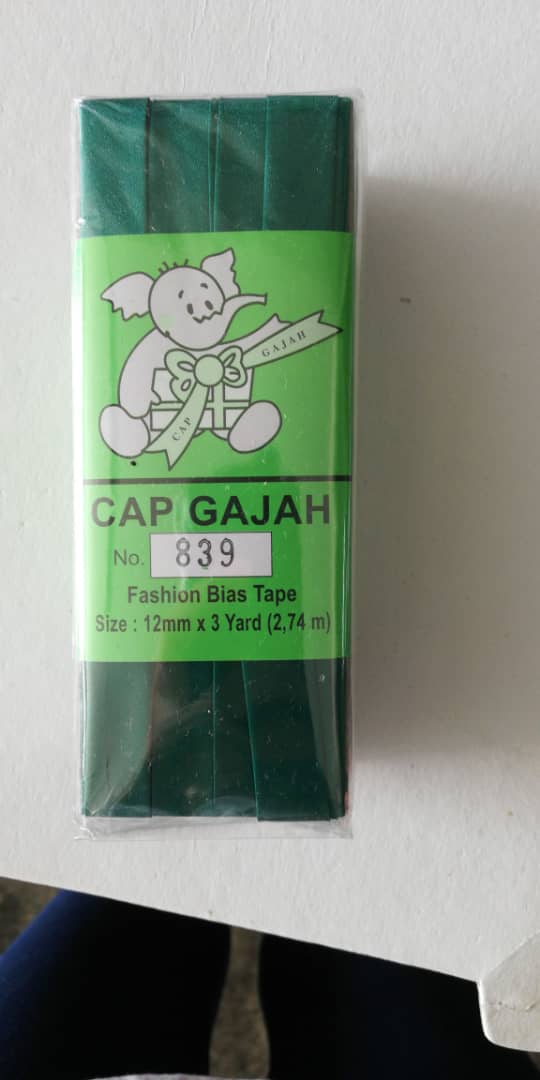 GAJAH
CAP
CAP GAJAH
No. 839
Fashion Bias Tape
Size : 12mm x 3 Yard (2,74 m)